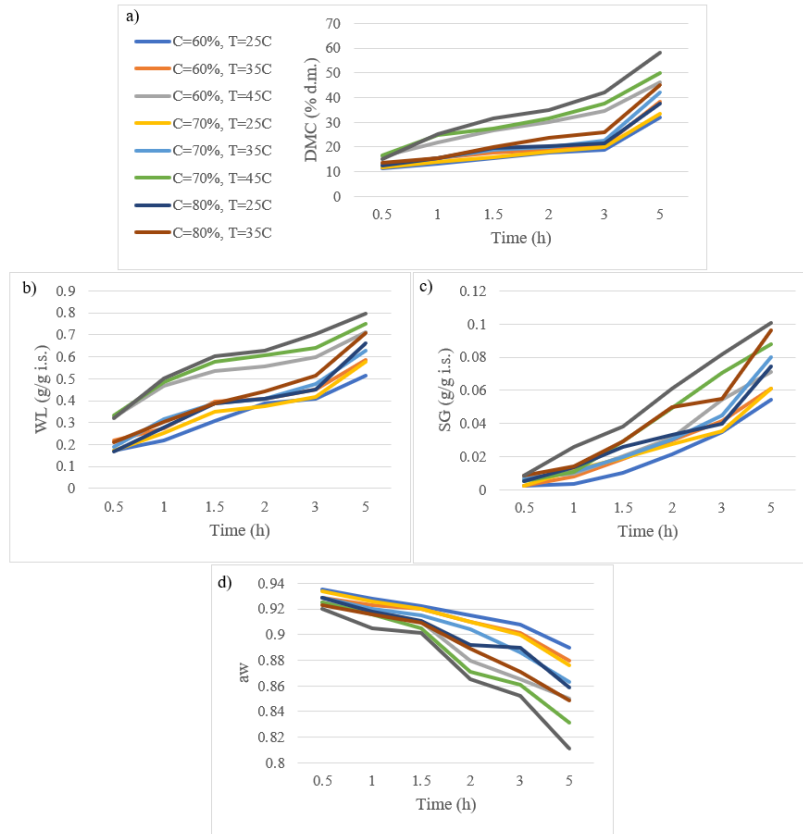 a)
C=60%, T=25C
C=60%, T=35C
C=60%, T=45C
C=70%, T=25C
C=70%, T=35C
C=70%, T=45C
C=80%, T=25C
C=80%, T=35C
DMC (% d.m.)
70
60
50
40
30
20
10
0
0.5 1 1.5 2 3 5
Time (h)
b)
WL (g/g i.s.)
0.9
0.8
0.7
0.6
0.5
0.4
0.3
0.2
0.1
0
0.5 1 1.5 2 3 5
Time (h)
c)
SG (g/g i.s.)
0.12
0.1
0.08
0.06
0.04
0.02
0
0.5 1 1.5 2 3 5
Time (h)
d)
aw
0.94
0.92
0.9
0.88
0.86
0.84
0.82
0.8
0.5 1 1.5 2 3 5
Time (h)